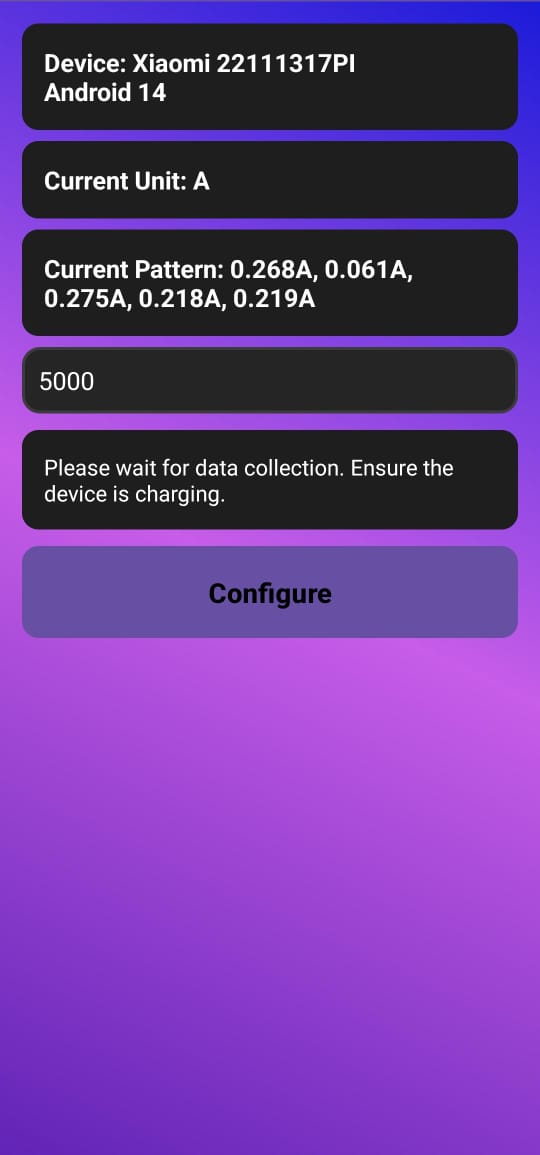 Device: Xiaomi 22111317PI
Android 14
Current Unit: A
Current Pattern: 0.268A, 0.061A,
0.275A, 0.218A, 0.219A
5000
Please wait for data collection. Ensure the
device is charging.
Configure